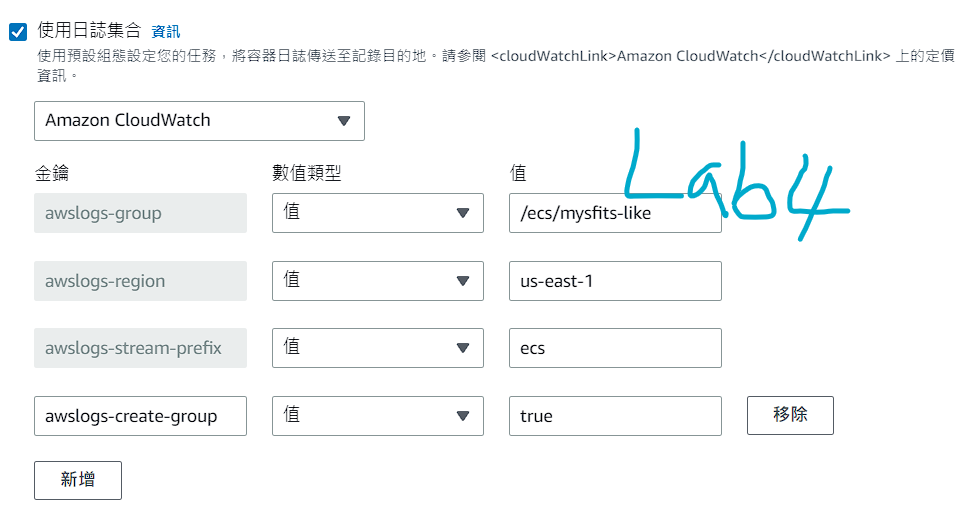 使用日誌集合 資訊
使用預設組態設定您的任務，將容器日誌傳送至記錄目的地。請參閱 <cloudWatchLink>Amazon CloudWatch</cloudWatchLink> 上的定價
資訊。
Amazon CloudWatch
金鑰 數值類型 值
Lab4
awslogs-group 值 /ecs/mysfits-like
awslogs-region 值 us-east-1
awslogs-stream-prefix 值 ecs
awslogs-create-group 值 true 移除
新增